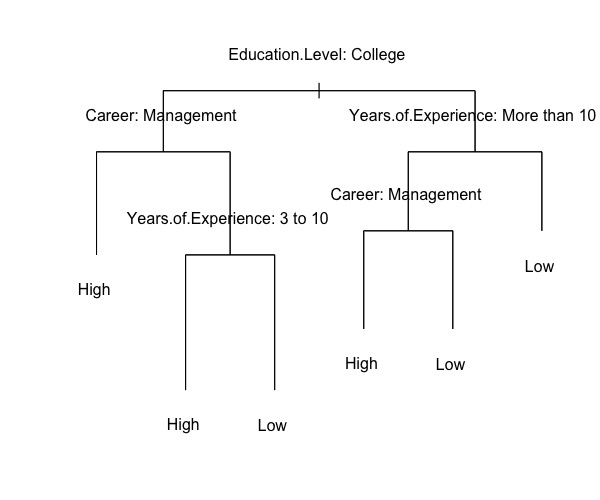 Education.Level: College
Career: Management
Years.of.Experience: More than 10
Career: Management
Years.of.Experience: 3 to 10
Low
High
High
Low
High
Low